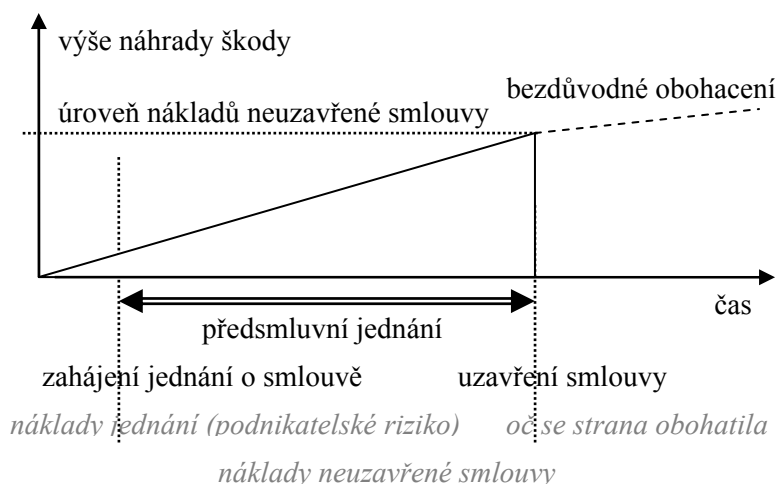 výše náhrady škody
bezdůvodné obohacení
úroveň nákladů neuzavřené smlouvy
čas
předsmluvní jednání
zahájení jednání o smlouvě uzavření smlouvy
náklady jednání (podnikatelské riziko) oč se strana obohatila
náklady neuzavřené smlouvy